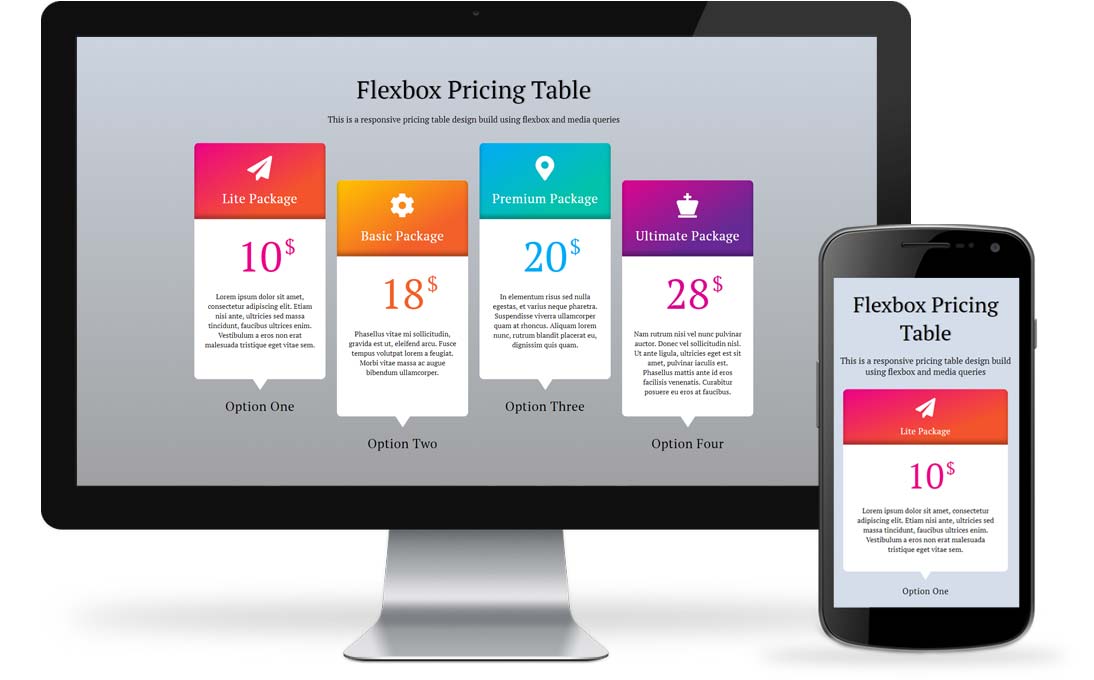 Flexbox Pricing Table
This is a responsive pricing table design build using flexbox and media queries
Lite Package
10$
Lorem ipsum dolor sit amet,
consectetur adipiscing elit. Etiam
nisi ante, ultricies sed massa
tincidunt, faucibus ultrices enim.
Vestibulum a eros non erat
malesuada tristique eget vitae sem.
Option One
Basic Package
18$
Phasellus vitae mi sollicitudin,
gravida est ut, eleifend arcu. Fusce
tempus volutpat lorem a feugiat.
Morbi vitae massa ac augue
bibendum ullamcorper.
Option Two
Premium Package
20$
In elementum risus sed nulla
egestas, et varius neque pharetra.
Suspendisse viverra ullamcorper
quam at rhoncus. Aliquam lorem
nunc, rutrum blandit placerat eu,
dignissim quis quam.
Option Three
Ultimate Package
28$
Nam rutrum nisi vel nunc pulvinar
auctor. Donec vel sollicitudin nisl.
Ut ante ligula, ultricies eget est sit
amet, pulvinar iaculis est.
Phasellus mattis ante id eros
facilisis venenatis. Curabitur
posuere eu eros at faucibus.
Option Four
Flexbox Pricing
Table
This is a responsive pricing table design build
using flexbox and media queries
Lite Package
10$
Lorem ipsum dolor sit amet, consectetur
adipiscing elit. Etiam nisi ante, ultricies sed
massa tincidunt, faucibus ultrices enim.
Vestibulum a eros non erat malesuada
tristique eget vitae sem.
Option One